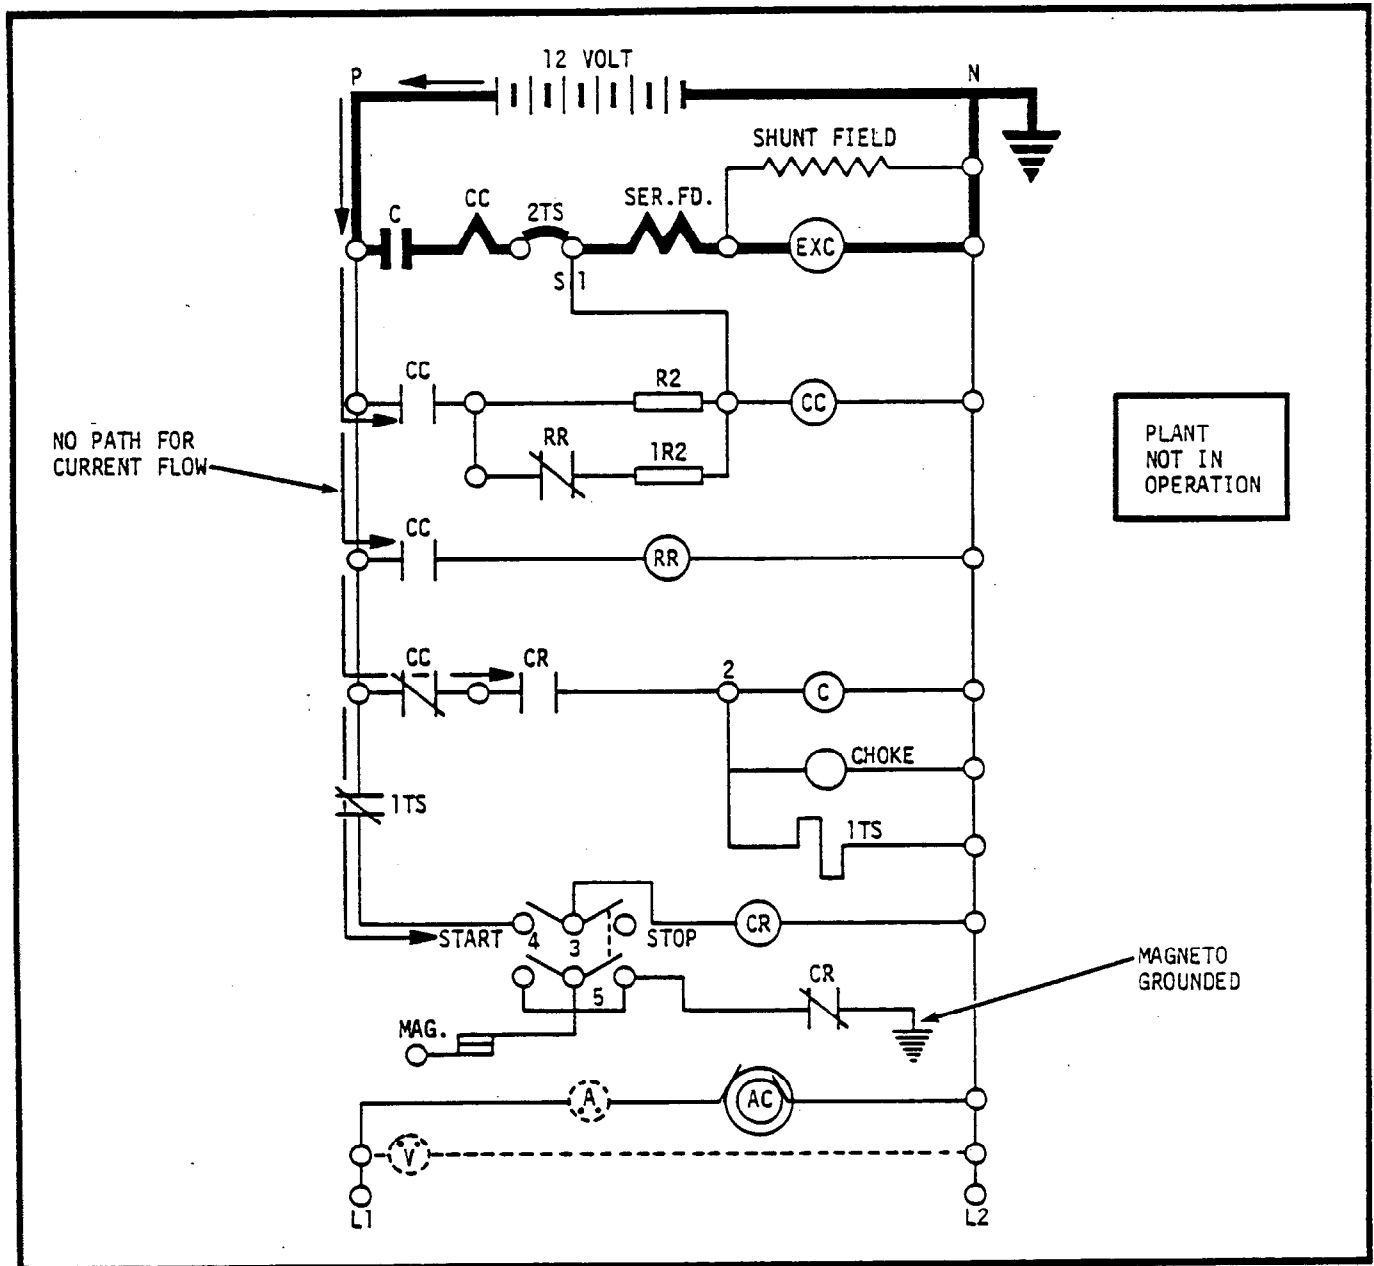 12 VOLT
P
N
SHUNT FIELD
C
CC
2TS
SER.FD.
EXC
S 1
CC
R2
CC
RR
1R2
NO PATH FOR
CURRENT FLOW
PLANT
NOT IN
OPERATION
CC
RR
CC
CR
2
C
CHOKE
1TS
1TS
START
4
3
STOP
CR
5
CR
MAGNETO
GROUNDED
MAG.
A
AC
V
L1
L2